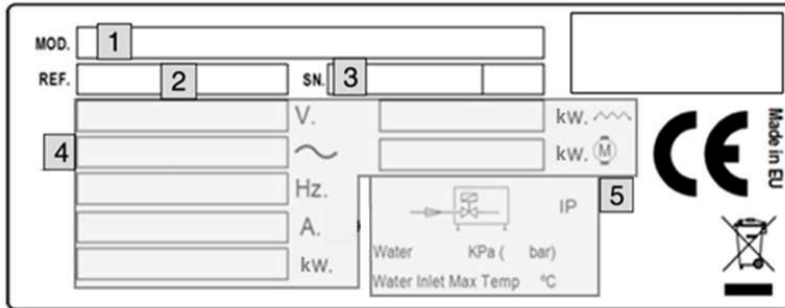 MOD. 1
REF. 2 SN. 3
V. kW.
4 kW. M
Hz. 5
IP
A.
Water KPa ( bar)
kW.
Water Inlet Max Temp ºC
CE
Made in EU